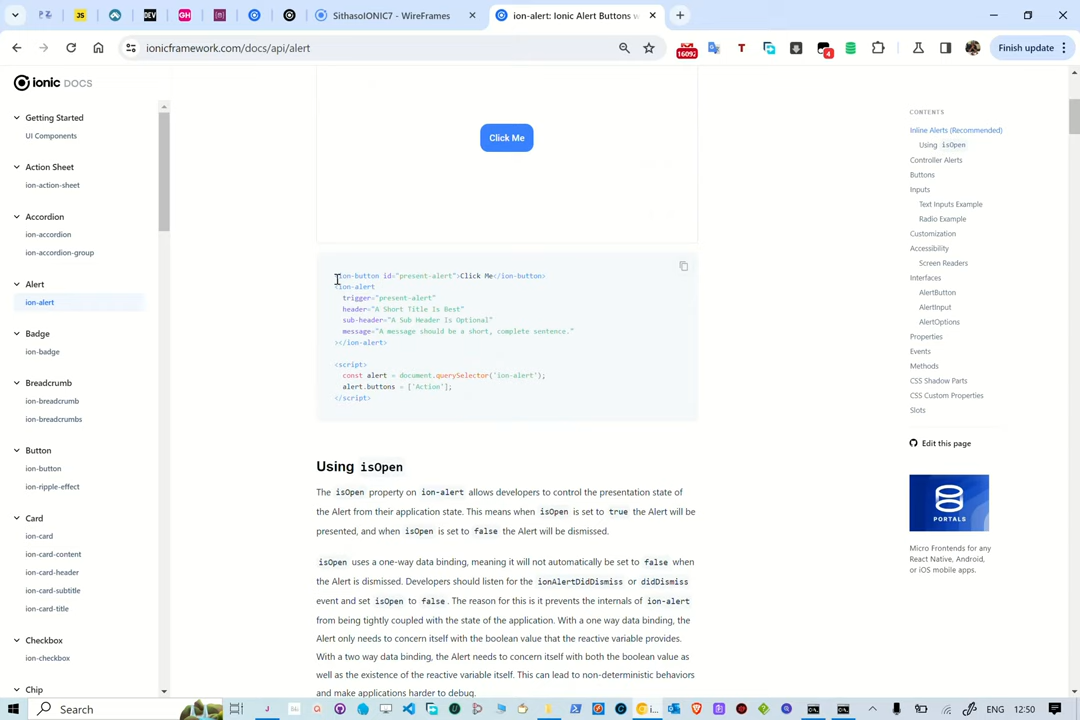 SithasoIONIC7 - WireFrames
ion-alert: Ionic Alert Buttons w
ionicframework.com/docs/api/alert
16092
4
Finish update
ionic DOCS
Getting Started
UI Components
Action Sheet
ion-action-sheet
Accordion
ion-accordion
ion-accordion-group
Alert
ion-alert
Badge
ion-badge
Breadcrumb
ion-breadcrumb
ion-breadcrumbs
Button
ion-button
ion-ripple-effect
Card
ion-card
ion-card-content
ion-card-header
ion-card-subtitle
ion-card-title
Checkbox
ion-checkbox
Chip
Click Me
<ion-button id="present-alert">Click Me</ion-button>
<ion-alert
trigger="present-alert"
header="A Short Title Is Best"
sub-header="A Sub Header Is Optional"
message="A message should be a short, complete sentence."
></ion-alert>
<script>
const alert = document.querySelector('ion-alert');
alert.buttons = ['Action'];
</script>
Using isOpen
The isOpen property on ion-alert allows developers to control the presentation state of
the Alert from their application state. This means when isOpen is set to true the Alert will be
presented, and when isOpen is set to false the Alert will be dismissed.
isOpen uses a one-way data binding, meaning it will not automatically be set to false when
the Alert is dismissed. Developers should listen for the ionAlertDidDismiss or didDismiss
event and set isOpen to false. The reason for this is it prevents the internals of ion-alert
from being tightly coupled with the state of the application. With a one way data binding, the
Alert only needs to concern itself with the boolean value that the reactive variable provides.
With a two way data binding, the Alert needs to concern itself with both the boolean value as
well as the existence of the reactive variable itself. This can lead to non-deterministic behaviors
and make applications harder to debug.
CONTENTS
Inline Alerts (Recommended)
Using isOpen
Controller Alerts
Buttons
Inputs
Text Inputs Example
Radio Example
Customization
Accessibility
Screen Readers
Interfaces
AlertButton
AlertInput
AlertOptions
Properties
Events
Methods
CSS Shadow Parts
CSS Custom Properties
Slots
Edit this page
PORTALS
Micro Frontends for any
React Native, Android,
or iOS mobile apps.
Search
ENG
12:50